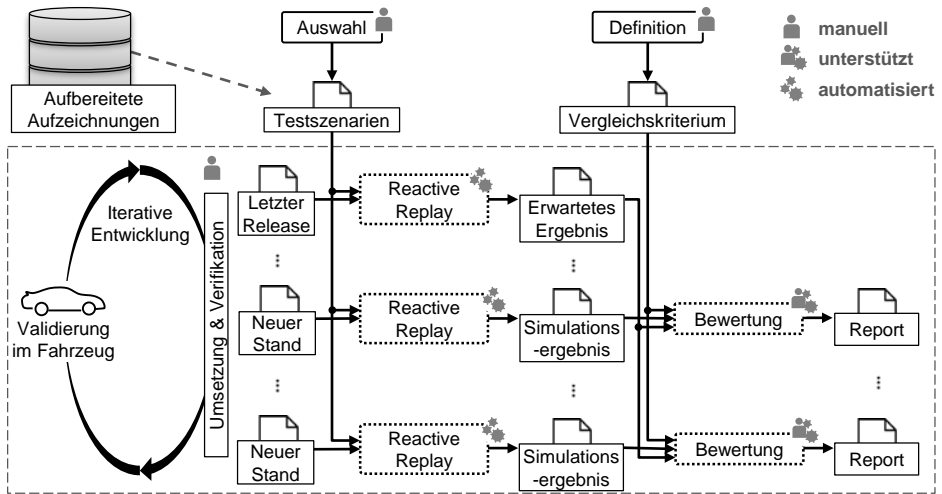 Auswahl
Definition
manuell
unterstützt
automatisiert
Aufbereitete
Aufzeichnungen
Testszenarien
Vergleichskriterium
Iterative
Entwicklung
Validierung
im Fahrzeug
Umsetzung & Verifikation
Letzter
Release
Reactive
Replay
Erwartetes
Ergebnis
...
...
Neuer
Stand
Reactive
Replay
Simulations
-ergebnis
Bewertung
Report
...
...
...
Neuer
Stand
Reactive
Replay
Simulations
-ergebnis
Bewertung
Report